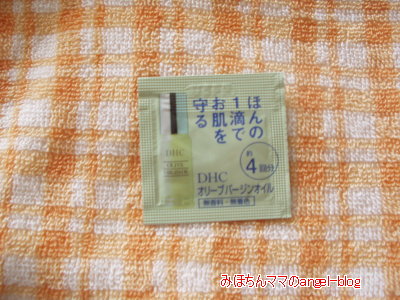 ほんの
1滴で
お肌を
守る
約4回分
DHC
オリーブバージンオイル
無香料・無着色
DHC
OLIVE
みぽちんママのangel-blog